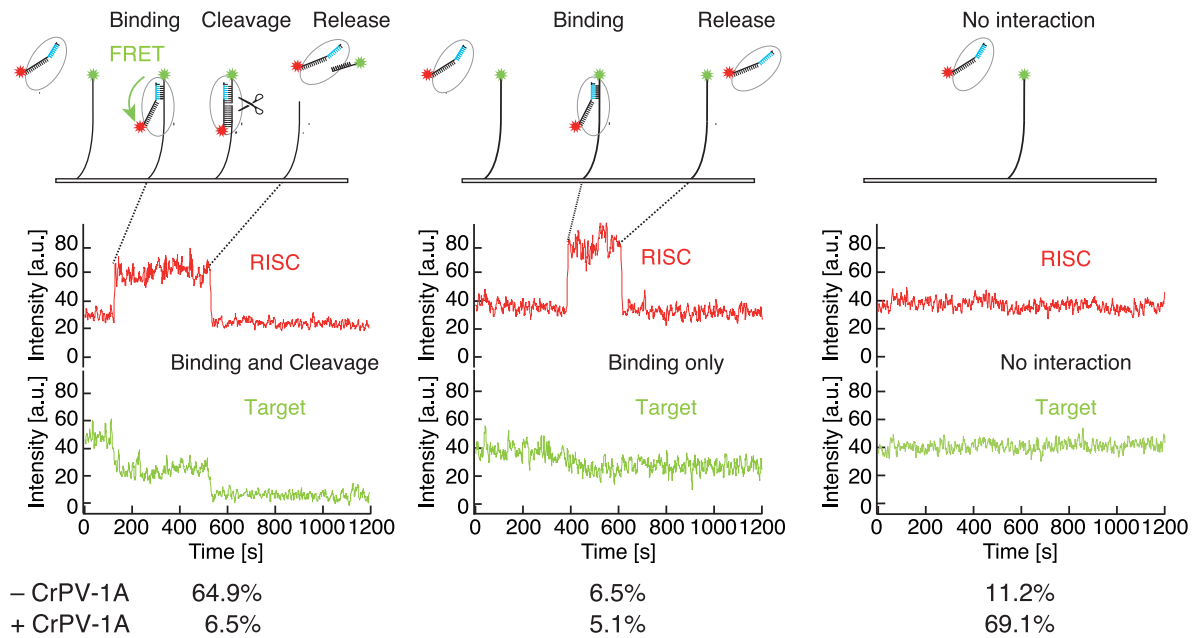 Binding Cleavage Release Binding Release No interaction
FRET
Intensity [a.u.] 80 60 40 20 0 RISC
Intensity [a.u.] 80 60 40 20 0 RISC
Intensity [a.u.] 80 60 40 20 0 RISC
Binding and Cleavage Binding only No interaction
Intensity [a.u.] 80 60 40 20 0 Target
Intensity [a.u.] 80 60 40 20 0 Target
Intensity [a.u.] 80 60 40 20 0 Target
0 200 400 600 800 1000 1200 0 200 400 600 800 1000 1200 0 200 400 600 800 1000 1200
Time [s] Time [s] Time [s]
– CrPV-1A 64.9% 6.5% 11.2%
+ CrPV-1A 6.5% 5.1% 69.1%